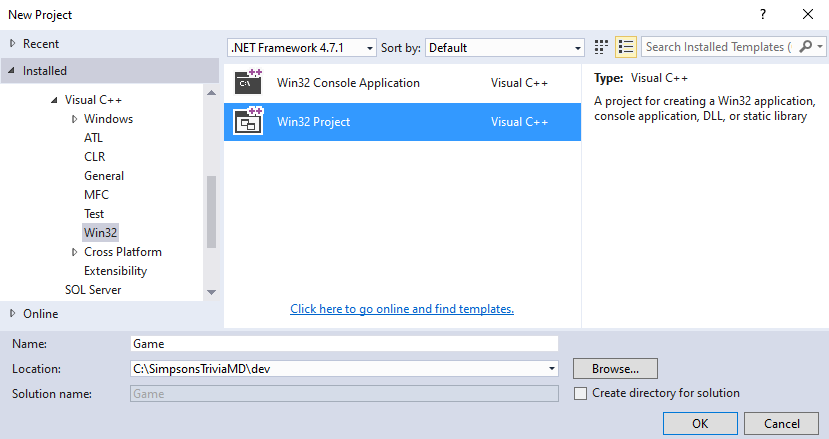 New Project
Recent
.NET Framework 4.7.1 Sort by: Default Search Installed Templates (
Installed
Visual C++
Windows
ATL
CLR
General
MFC
Test
Win32
Cross Platform
Extensibility
SQL Server
Online
C:\
Win32 Console Application Visual C++
Win32 Project Visual C++
Click here to go online and find templates.
Type: Visual C++
A project for creating a Win32 application,
console application, DLL, or static library
Name: Game
Location: C:\SimpsonsTriviaMD\dev Browse...
Solution name: Game Create directory for solution
OK Cancel